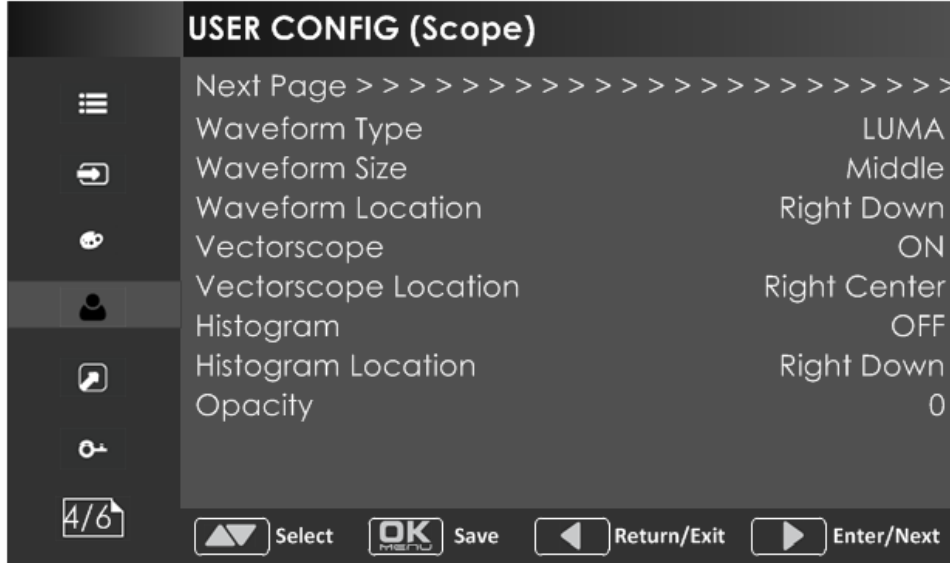 USER CONFIG (Scope)
Next Page > > > > > > > > > > > > > > > > > > > > > > >
Waveform Type LUMA
Waveform Size Middle
Waveform Location Right Down
Vectorscope ON
Vectorscope Location Right Center
Histogram OFF
Histogram Location Right Down
Opacity 0
4/6
Select OK MENU Save Return/Exit Enter/Next